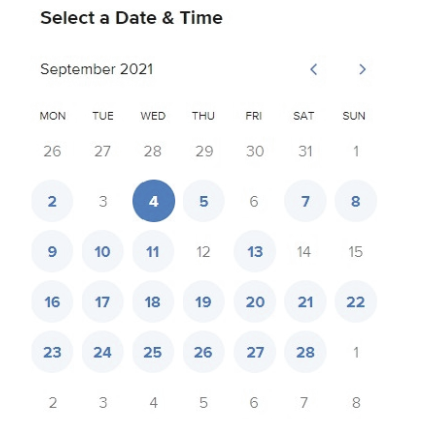 Select a Date & Time
September 2021
MON TUE WED THU FRI SAT SUN
26 27 28 29 30 31 1
2 3 4 5 6 7 8
9 10 11 12 13 14 15
16 17 18 19 20 21 22
23 24 25 26 27 28 1
2 3 4 5 6 7 8